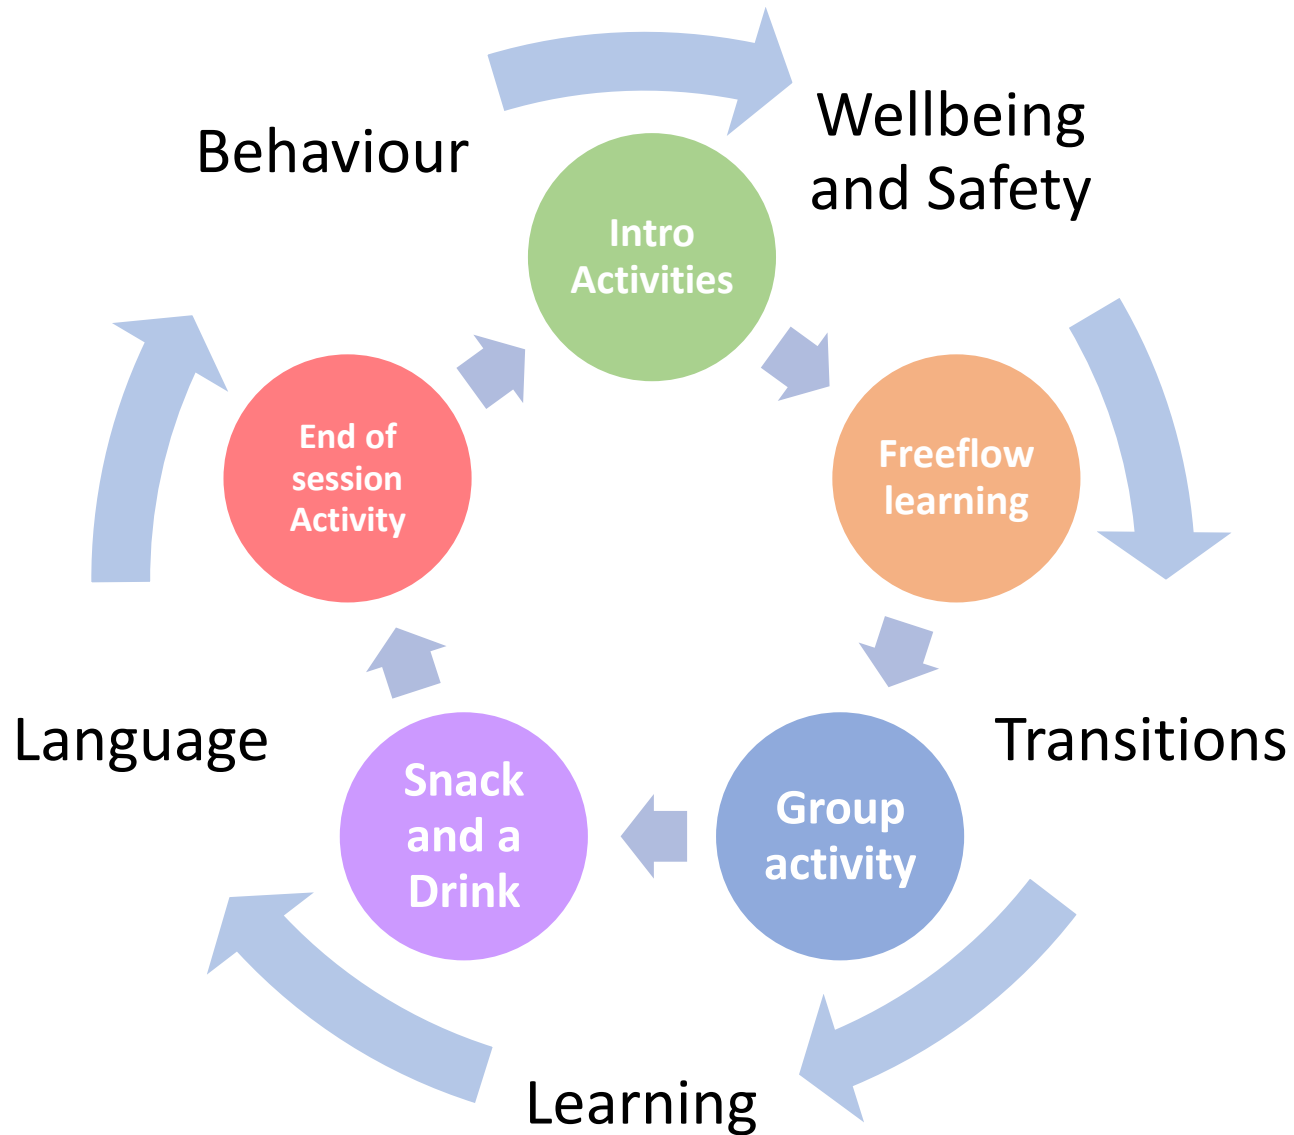 Behaviour
Wellbeing
and Safety
Intro
Activities
End of
session
Activity
Freeflow
learning
Language
Transitions
Snack
and a
Drink
Group
activity
Learning